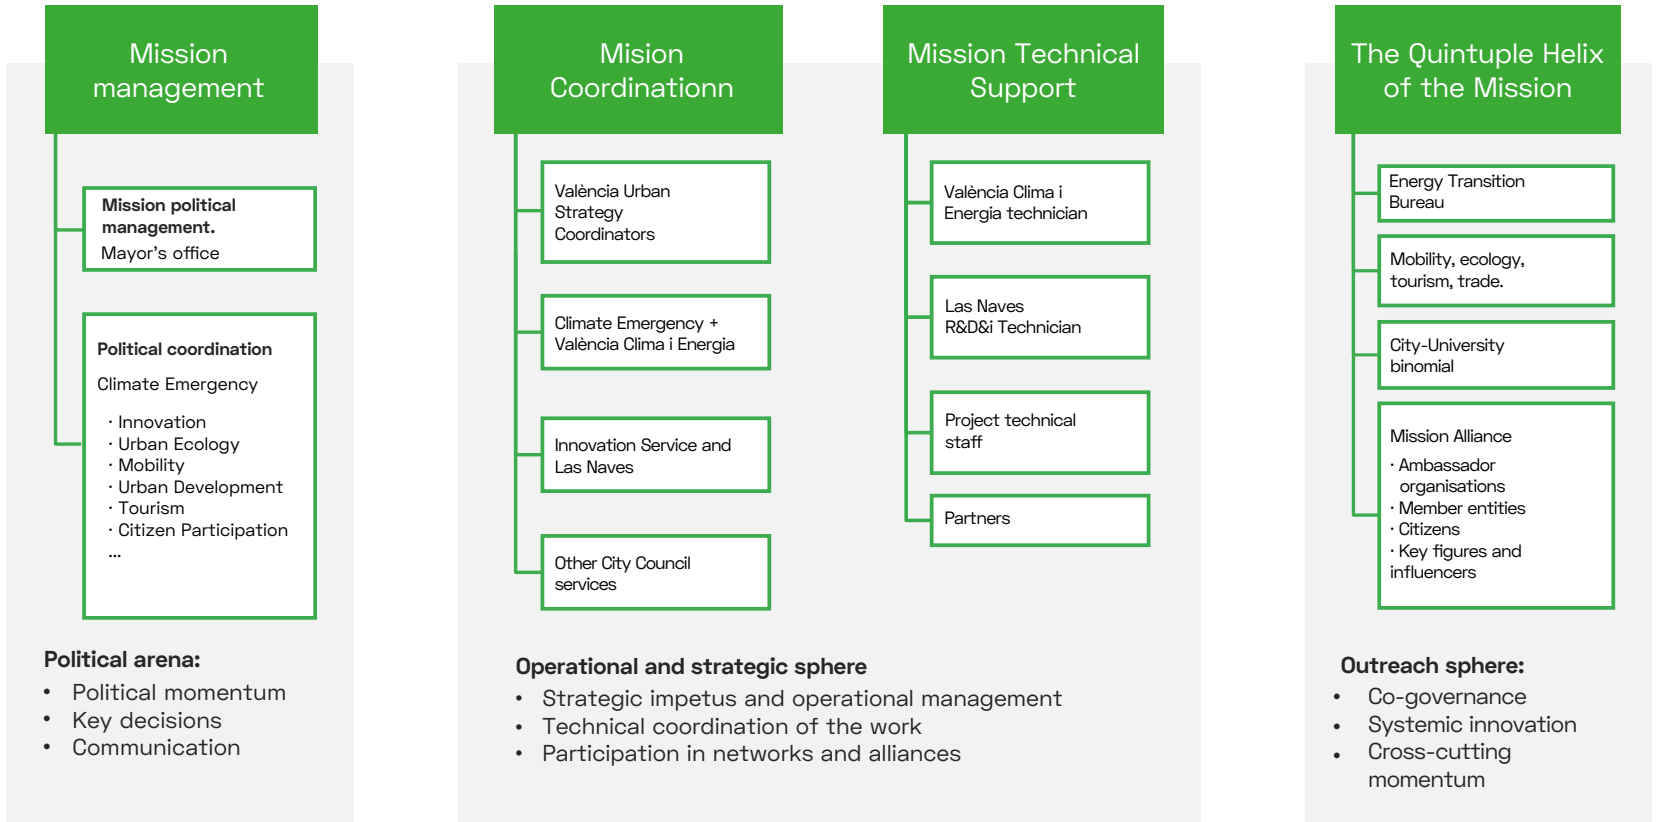 Mission
management
Mission political
management.
Mayor's office
Political coordination
Climate Emergency
· Innovation
· Urban Ecology
· Mobility
· Urban Development
· Tourism
· Citizen Participation
...
Political arena:
• Political momentum
• Key decisions
• Communication
Mision
Coordinationn
València Urban
Strategy
Coordinators
Climate Emergency +
València Clima i Energia
Innovation Service and
Las Naves
Other City Council
services
Mission Technical
Support
València Clima i
Energia technician
Las Naves
R&D&i Technician
Project technical
staff
Partners
Operational and strategic sphere
• Strategic impetus and operational management
• Technical coordination of the work
• Participation in networks and alliances
The Quintuple Helix
of the Mission
Energy Transition
Bureau
Mobility, ecology,
tourism, trade.
City-University
binomial
Mission Alliance
· Ambassador
organisations
· Member entities
· Citizens
· Key figures and
influencers
Outreach sphere:
• Co-governance
• Systemic innovation
• Cross-cutting
momentum